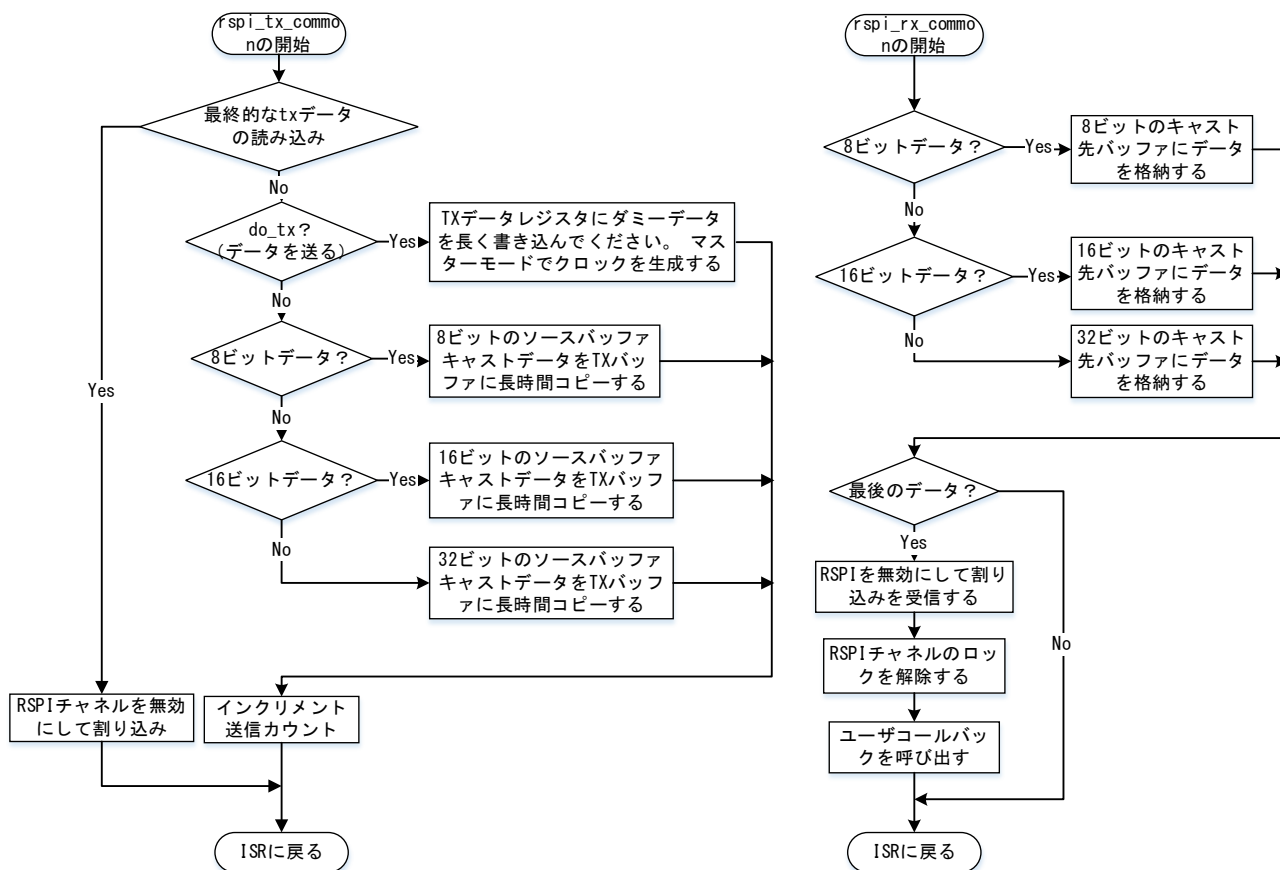 rspi_tx_commo
nの開始
最終的なtxデータ
の読み込み
No
do_tx?
(データを送る)
Yes
TXデータレジスタにダミーデータ
を長く書き込んでください。 マス
ターモードでクロックを生成する
No
8ビットデータ?
Yes
8ビットのソースバッファ
キャストデータをTXバッ
ファに長時間コピーする
Yes
No
16ビットデータ?
Yes
16ビットのソースバッファ
キャストデータをTXバッフ
ァに長時間コピーする
No
32ビットのソースバッファ
キャストデータをTXバッフ
ァに長時間コピーする
RSPIチャネルを無効
にして割り込み
インクリメント
送信カウント
ISRに戻る
rspi_rx_commo
nの開始
8ビットデータ?
Yes
8ビットのキャスト
先バッファにデータ
を格納する
No
16ビットデータ?
Yes
16ビットのキャスト
先バッファにデータ
を格納する
No
32ビットのキャスト
先バッファにデータ
を格納する
最後のデータ?
Yes
RSPIを無効にして割り
込みを受信する
No
RSPIチャネルのロッ
クを解除する
ユーザコールバッ
クを呼び出す
ISRに戻る